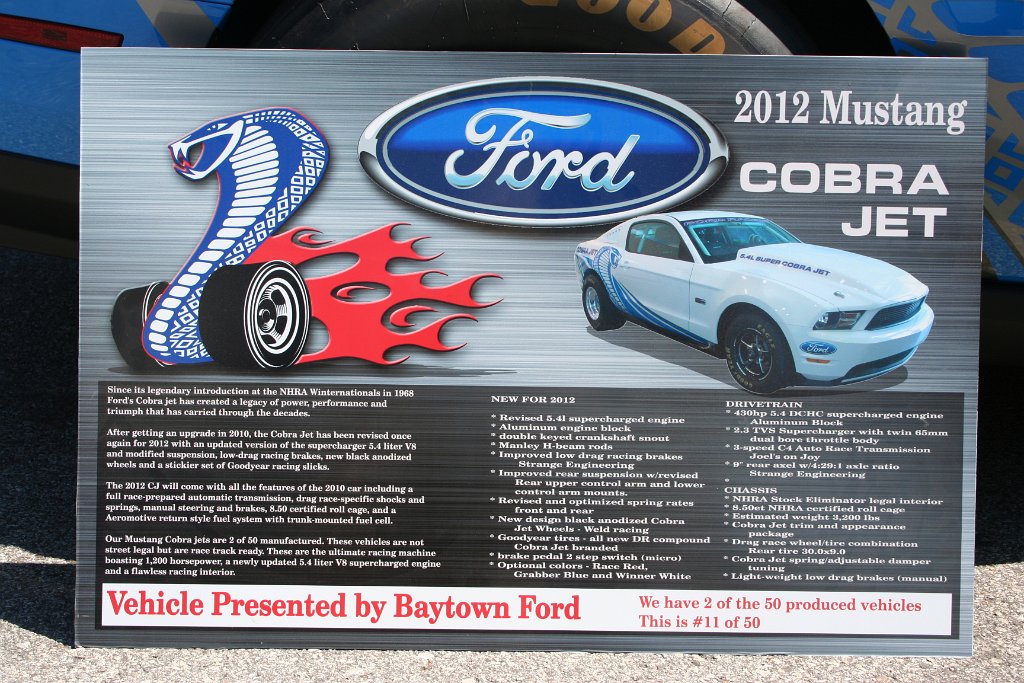 Ford
2012 Mustang
COBRA
JET
5.4L SUPER COBRA JET
COBRA JET
Ford
Since its legendary introduction at the NHRA Winternationals in 1968
Ford's Cobra jet has created a legacy of power, performance and
triumph that has carried through the decades.
After getting an upgrade in 2010, the Cobra Jet has been revised once
again for 2012 with an updated version of the supercharger 5.4 liter V8
and modified suspension, low-drag racing brakes, new black anodized
wheels and a stickier set of Goodyear racing slicks.
The 2012 CJ will come with all the features of the 2010 car including a
full race-prepared automatic transmission, drag race-specific shocks and
springs, manual steering and brakes, 8.50 certified roll cage, and a
Aeromotive return style fuel system with trunk-mounted fuel cell.
Our Mustang Cobra jets are 2 of 50 manufactured. These vehicles are not
street legal but are race track ready. These are the ultimate racing machine
boasting 1,200 horsepower, a newly updated 5.4 liter V8 supercharged engine
and a flawless racing interior.
NEW FOR 2012
* Revised 5.4l supercharged engine
* Aluminum engine block
* double keyed crankshaft snout
* Manley H-beam rods
* Improved low drag racing brakes
Strange Engineering
* Improved rear suspension w/revised
Rear upper control arm and lower
control arm mounts.
* Revised and optimized spring rates
front and rear
* New design black anodized Cobra
Jet Wheels - Weld racing
* Goodyear tires - all new DR compound
Cobra Jet branded
* brake pedal 2 step switch (micro)
* Optional colors - Race Red,
Grabber Blue and Winner White
DRIVETRAIN
* 430hp 5.4 DCHC supercharged engine
Aluminum Block
* 2.3 TVS Supercharger with twin 65mm
dual bore throttle body
* 3-speed C4 Auto Race Transmission
Joel's on Joy
* 9" rear axel w/4:29:1 axle ratio
Strange Engineering
*
CHASSIS
* NHRA Stock Eliminator legal interior
* 8.50et NHRA certified roll cage
* Estimated weight 3,200 lbs
* Cobra Jet trim and appearance
package
* Drag race wheel/tire combination
Rear tire 30.0x9.0
* Cobra Jet spring/adjustable damper
tuning
* Light-weight low drag brakes (manual)
Vehicle Presented by Baytown Ford
We have 2 of the 50 produced vehicles
This is #11 of 50